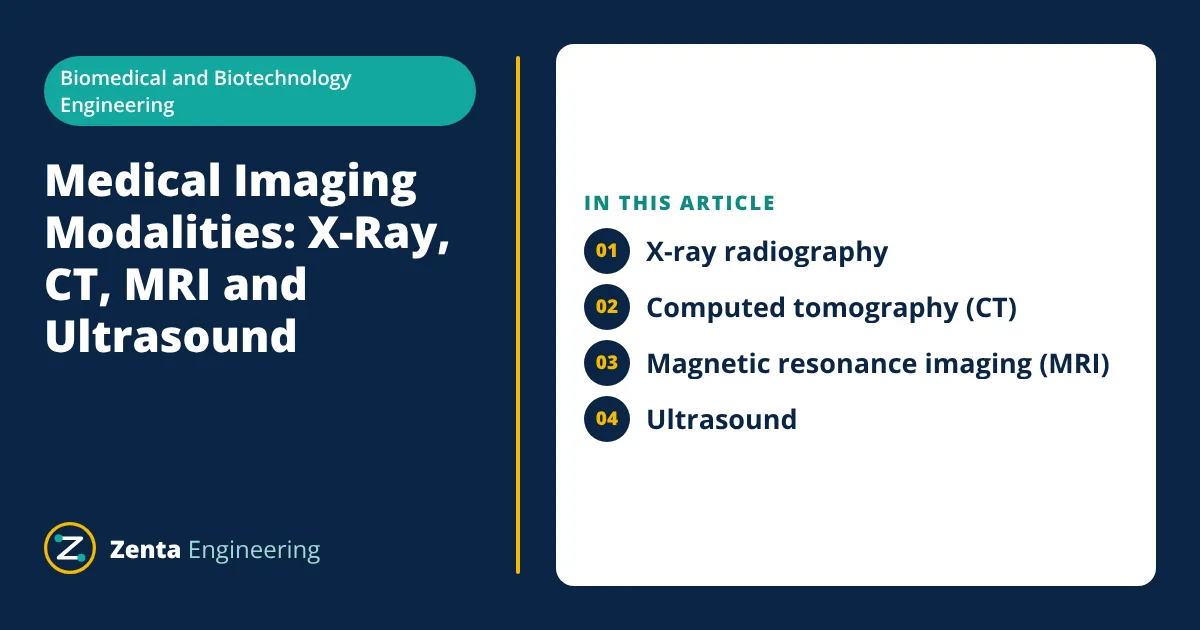 Biomedical and Biotechnology
Engineering
Medical Imaging
Modalities: X-Ray,
CT, MRI and
Ultrasound
Z
Zenta Engineering
IN THIS ARTICLE
01 X-ray radiography
02 Computed tomography (CT)
03 Magnetic resonance imaging (MRI)
04 Ultrasound